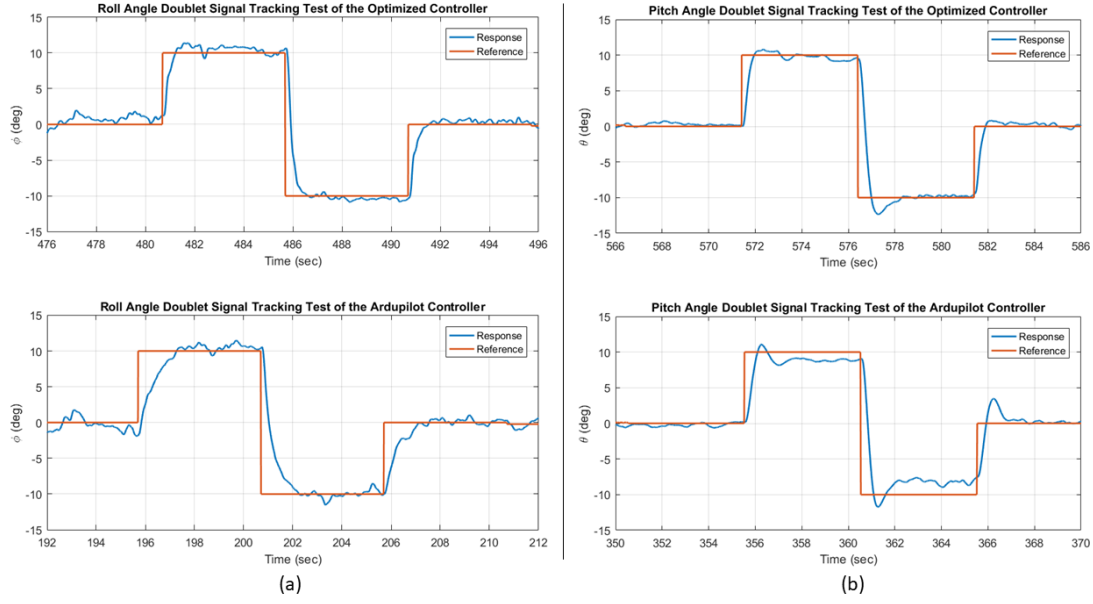 Roll Angle Doublet Signal Tracking Test of the Optimized Controller
15
10
5
0
-5
-10
-15
ϕ (deg)
Response
Reference
476 478 480 482 484 486 488 490 492 494 496
Time (sec)
Pitch Angle Doublet Signal Tracking Test of the Optimized Controller
15
10
5
0
-5
-10
-15
θ (deg)
Response
Reference
566 568 570 572 574 576 578 580 582 584 586
Time (sec)
Roll Angle Doublet Signal Tracking Test of the Ardupilot Controller
15
10
5
0
-5
-10
-15
ϕ (deg)
Response
Reference
192 194 196 198 200 202 204 206 208 210 212
Time (sec)
Pitch Angle Doublet Signal Tracking Test of the Ardupilot Controller
15
10
5
0
-5
-10
-15
θ (deg)
Response
Reference
350 352 354 356 358 360 362 364 366 368 370
Time (sec)
(a)
(b)